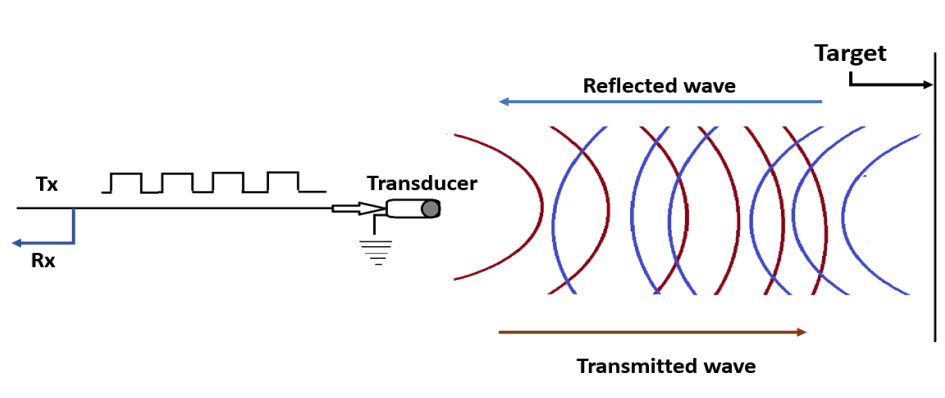 Target
Reflected wave
Tx
Transducer
Rx
Transmitted wave